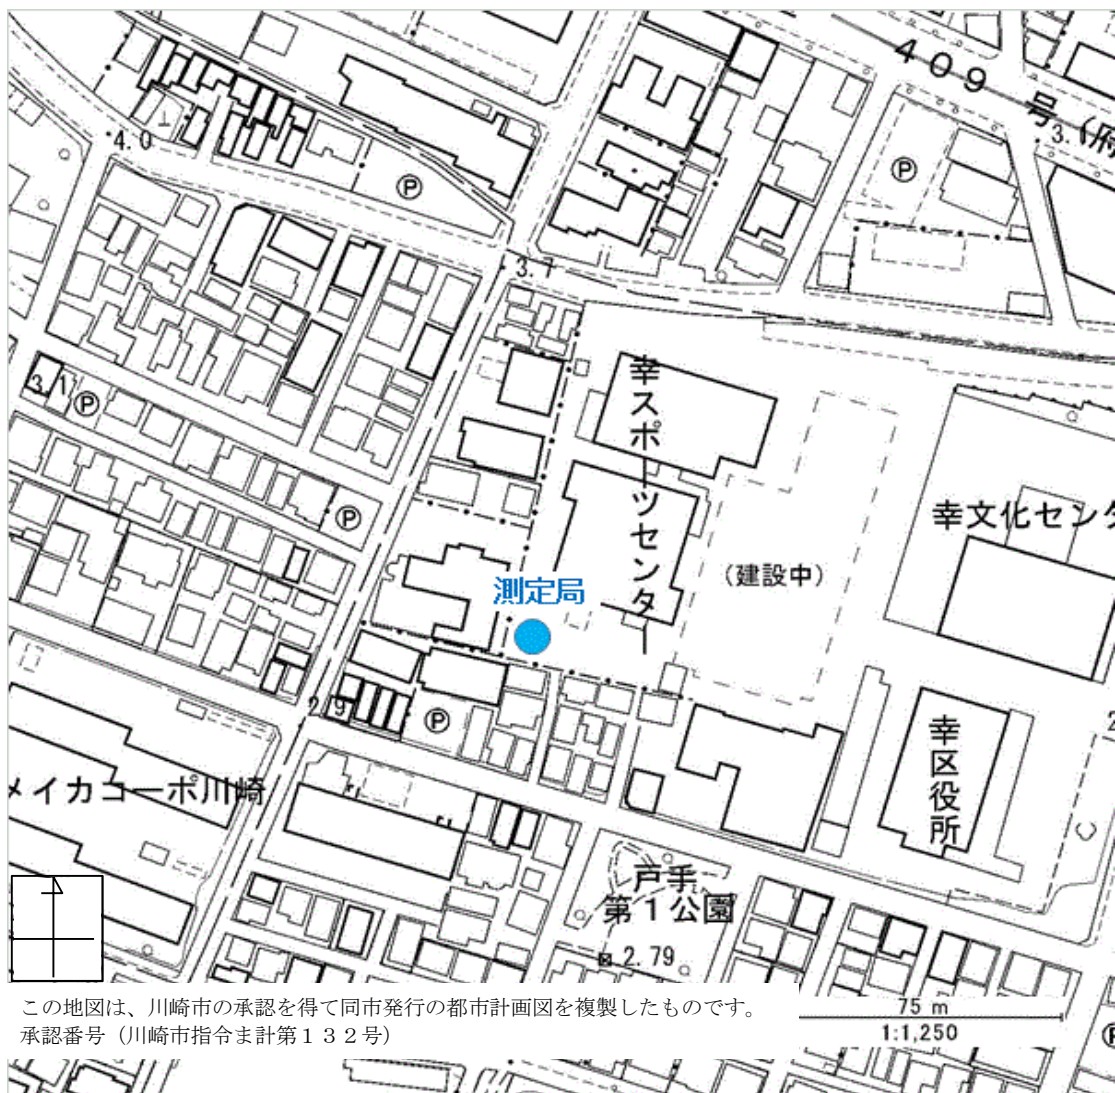 409号(府
3.
4.0
Ⓟ
Ⓟ
3.7
3.1
Ⓟ
Ⓟ
幸スポーツセンター
幸文化センタ
(建設中)
測定局
2.9
Ⓟ
幸区役所
2
メイカコーポ川崎
戸手
第1公園
2.79
この地図は、川崎市の承認を得て同市発行の都市計画図を複製したものです。
承認番号(川崎市指令ま計第132号)
75 m
1:1,250
Ⓟ